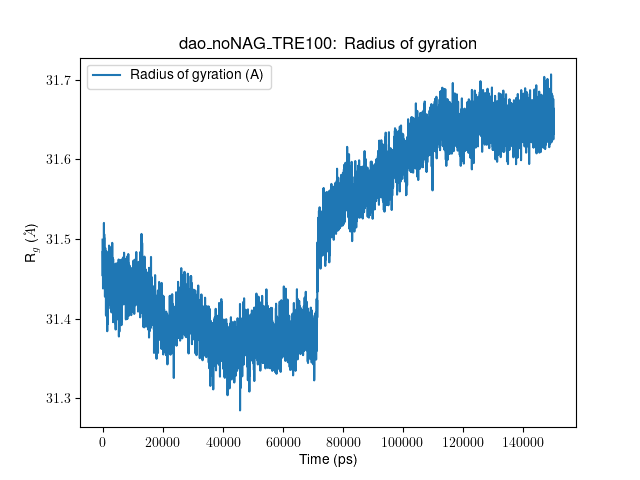 dao_noNAG_TRE100: Radius of gyration
Radius of gyration (A)
31.7
31.6
31.5
31.4
31.3
R_g (Å)
0 20000 40000 60000 80000 100000 120000 140000
Time (ps)